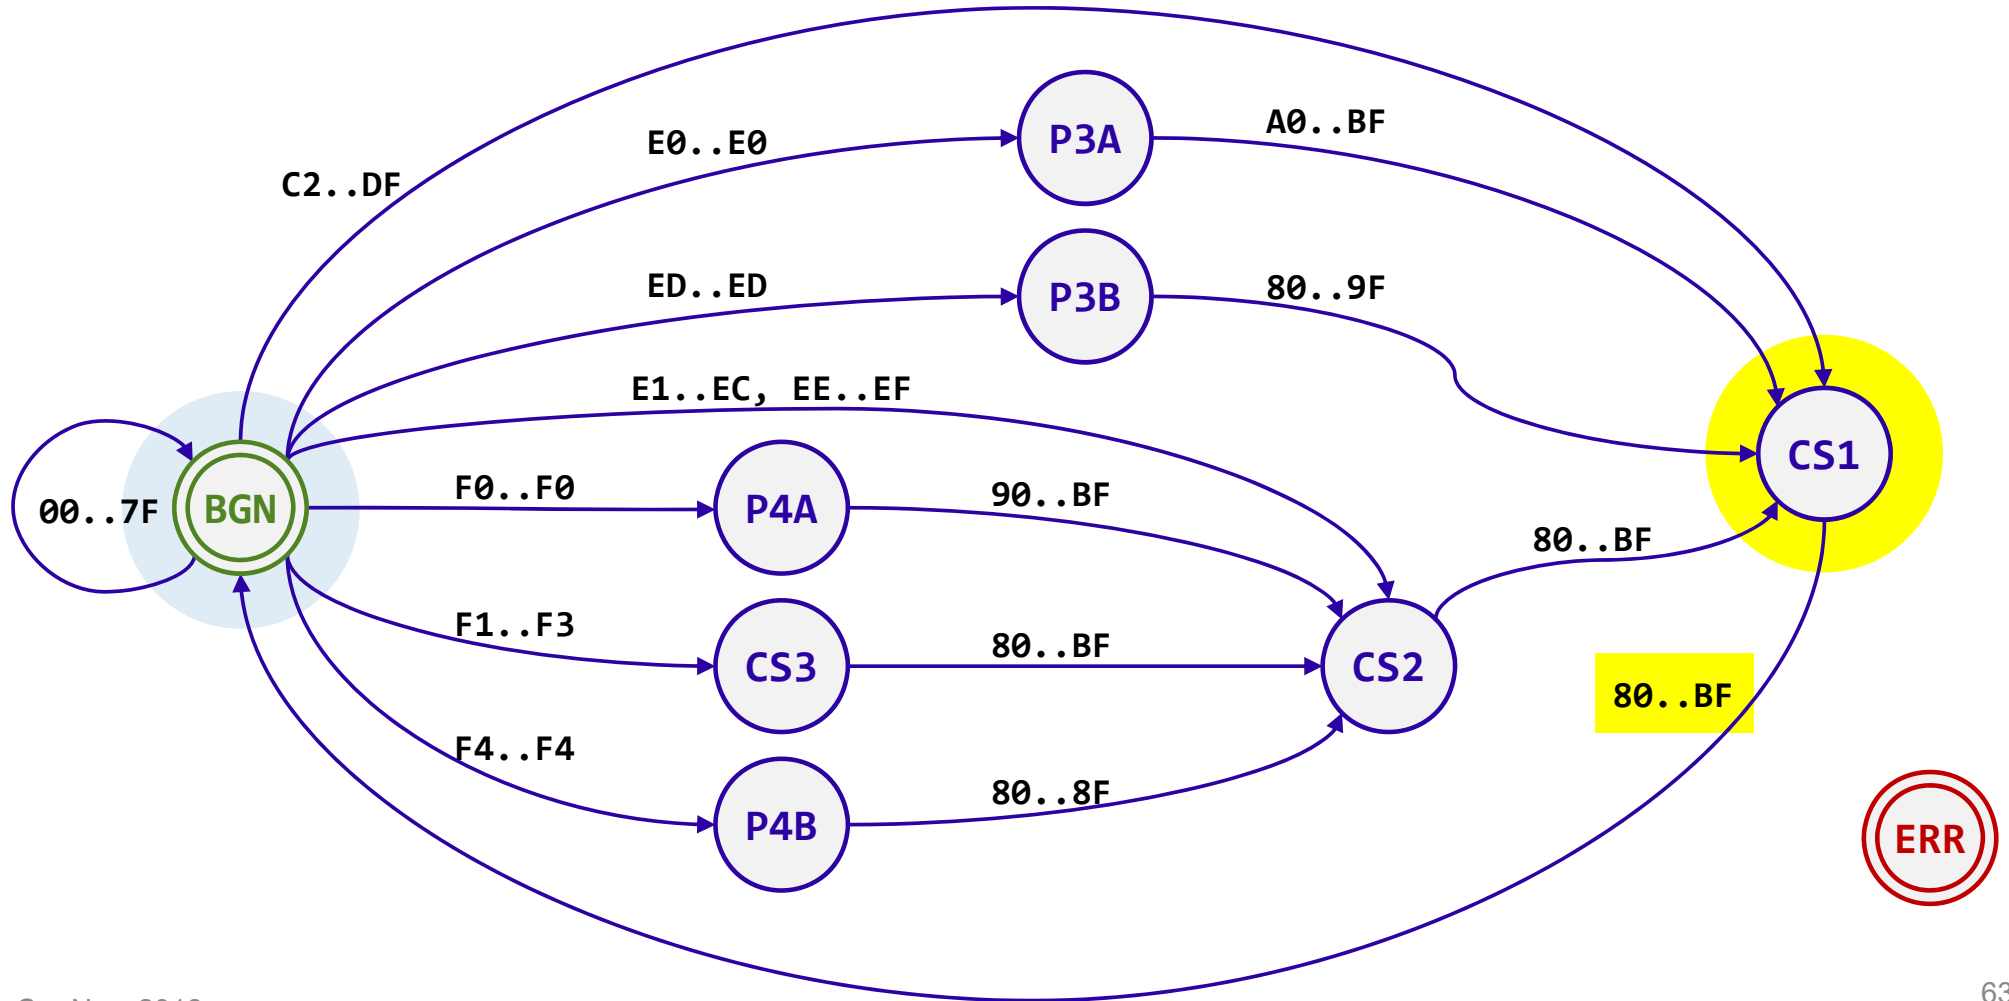 A0..BF
P3A
E0..E0
C2..DF
ED..ED
P3B
80..9F
E1..EC, EE..EF
CS1
00..7F
BGN
F0..F0
P4A
90..BF
80..BF
F1..F3
CS3
80..BF
CS2
80..BF
F4..F4
P4B
80..8F
ERR
63